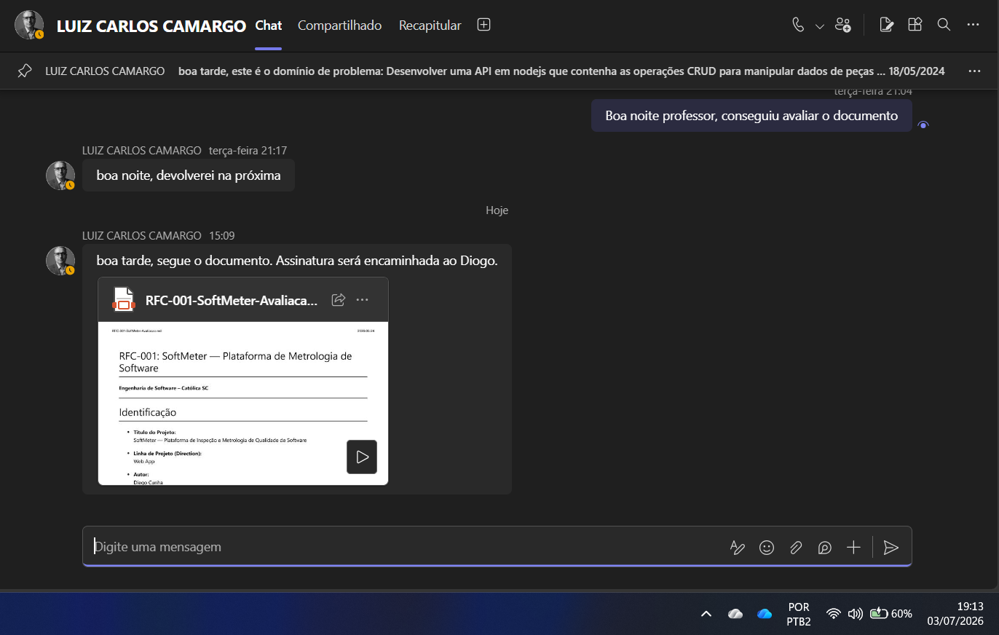 LUIZ CARLOS CAMARGO Chat Compartilhado Recapitular
LUIZ CARLOS CAMARGO boa tarde, este é o domínio de problema: Desenvolver uma API em nodejs que contenha as operações CRUD para manipular dados de peças ... 18/05/2024
terça-feira 21:04
Boa noite professor, conseguiu avaliar o documento
LUIZ CARLOS CAMARGO terça-feira 21:17
boa noite, devolverei na próxima
Hoje
LUIZ CARLOS CAMARGO 15:09
boa tarde, segue o documento. Assinatura será encaminhada ao Diogo.
RFC-001-SoftMeter-Avaliaca...
RFC-001-SoftMeter-Avaliacao.md 2026-06-24
RFC-001: SoftMeter — Plataforma de Metrologia de
Software
Engenharia de Software – Católica SC
Identificação
• Título do Projeto:
SoftMeter — Plataforma de Inspeção e Metrologia de Qualidade de Software
• Linha de Projeto (Direction):
Web App
• Autor:
Diego Cunha
Digite uma mensagem
POR
PTB2
60%
19:13
03/07/2026